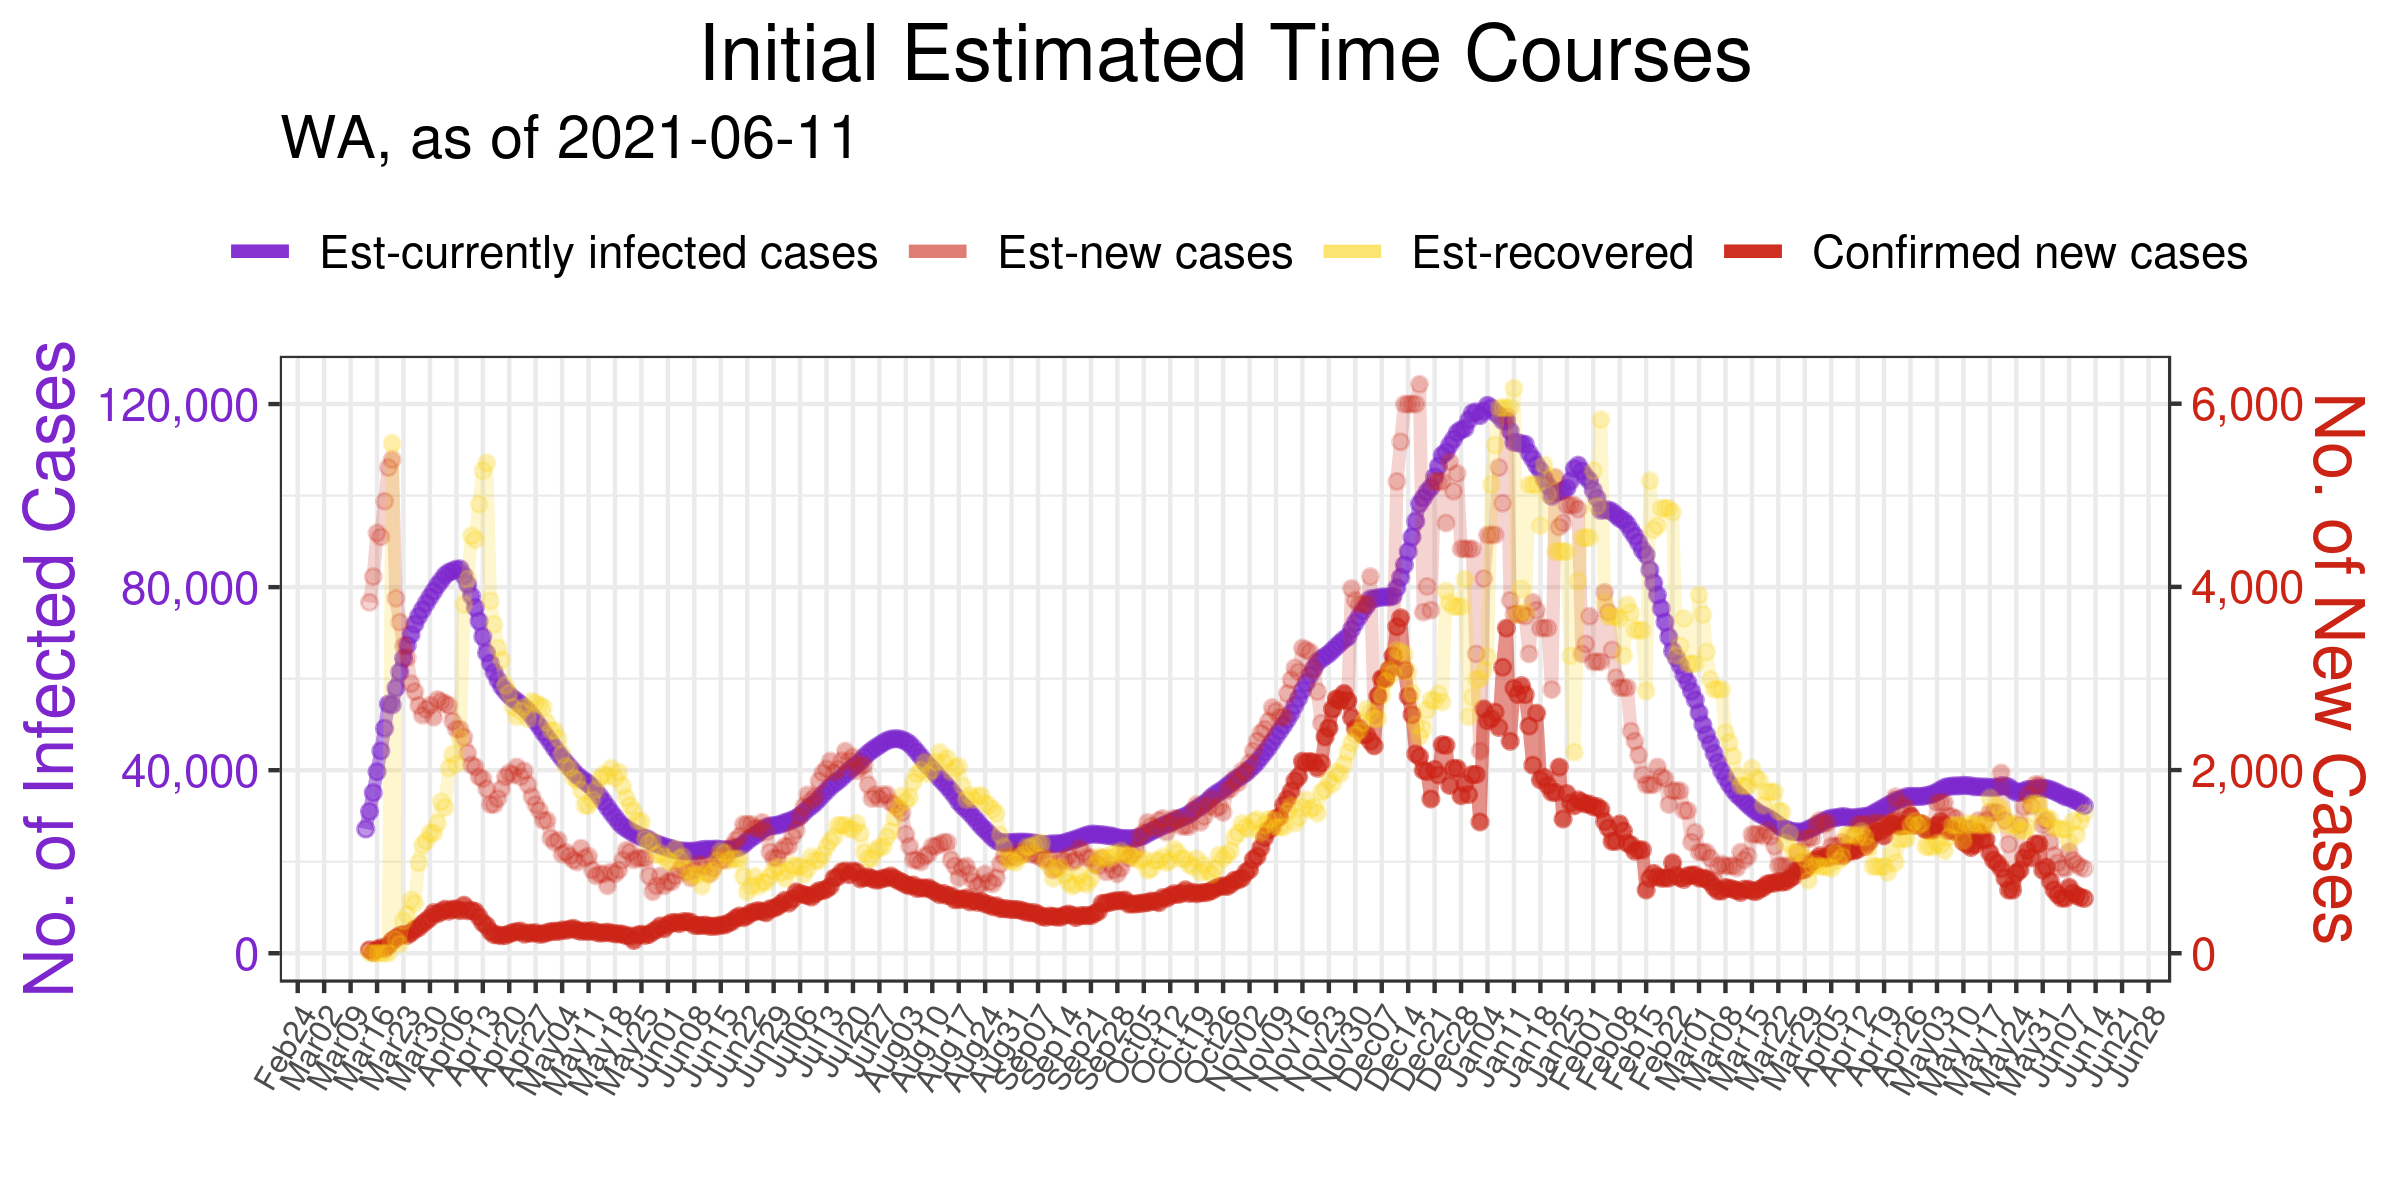 Initial Estimated Time Courses
WA, as of 2021-06-11
Est-currently infected cases Est-new cases Est-recovered Confirmed new cases
No. of Infected Cases
120,000
80,000
40,000
0
6,000
4,000
2,000
0
No. of New Cases
Feb24 Mar02 Mar09 Mar16 Mar23 Mar30 Apr06 Apr13 Apr20 Apr27 May04 May11 May18 May25 Jun01 Jun08 Jun15 Jun22 Jun29 Jul06 Jul13 Jul20 Jul27 Aug03 Aug10 Aug17 Aug24 Aug31 Sep07 Sep14 Sep21 Sep28 Oct05 Oct12 Oct19 Oct26 Nov02 Nov09 Nov16 Nov23 Nov30 Dec07 Dec14 Dec21 Dec28 Jan04 Jan11 Jan18 Jan25 Feb01 Feb08 Feb15 Feb22 Mar01 Mar08 Mar15 Mar22 Mar29 Apr05 Apr12 Apr19 Apr26 May03 May10 May17 May24 May31 Jun07 Jun14 Jun21 Jun28